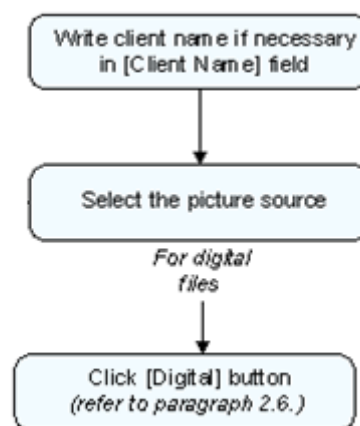 Write client name if necessary
in [Client Name] field
Select the picture source
For digital
files
Click [Digital] button
(refer to paragraph 2.6.)